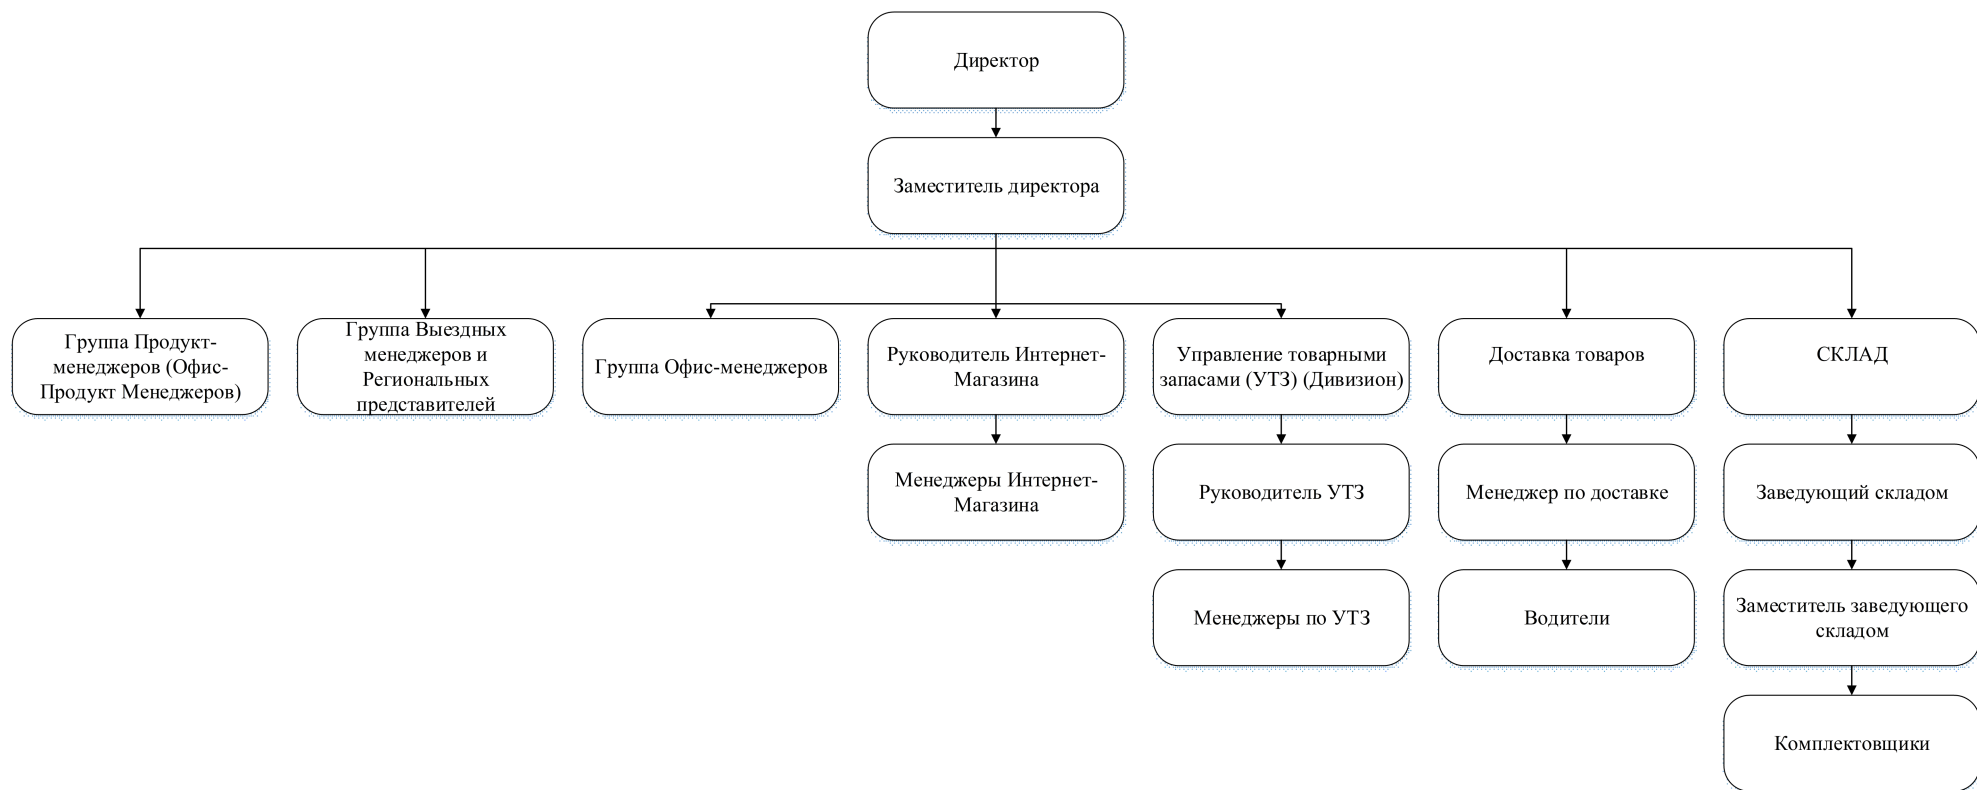 Директор
Заместитель директора
Группа Продукт-
менеджеров (Офис-
Продукт Менеджеров)
Группа Выездных
менеджеров и
Региональных
представителей
Группа Офис-менеджеров
Руководитель Интернет-
Магазина
Управление товарными
запасами (УТЗ) (Дивизион)
Доставка товаров
СКЛАД
Менеджеры Интернет-
Магазина
Руководитель УТЗ
Менеджер по доставке
Заведующий складом
Менеджеры по УТЗ
Водители
Заместитель заведующего
складом
Комплектовщики